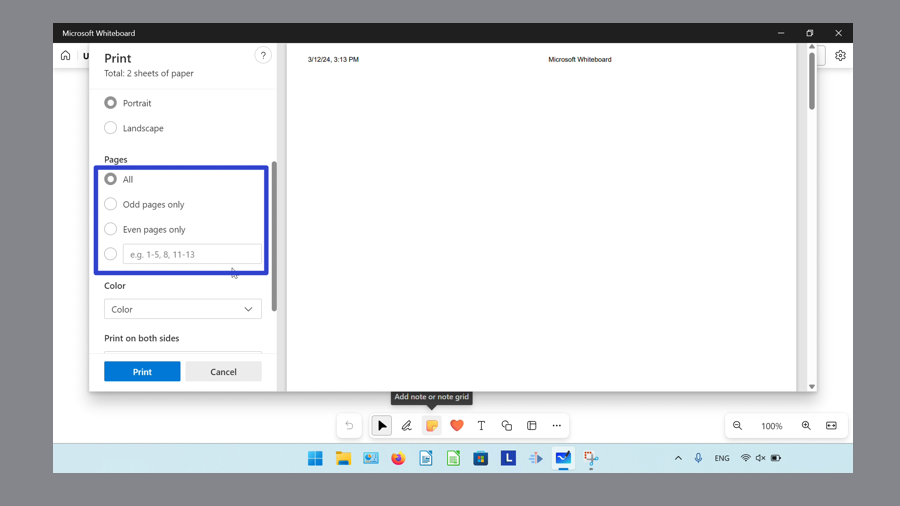 Microsoft Whiteboard
U
Print
Total: 2 sheets of paper
?
3/12/24, 3:13 PM
Microsoft Whiteboard
Portrait
Landscape
Pages
All
Odd pages only
Even pages only
e.g. 1-5, 8, 11-13
Color
Color
Print on both sides
Print
Cancel
Add note or note grid
T
100%
L
ENG